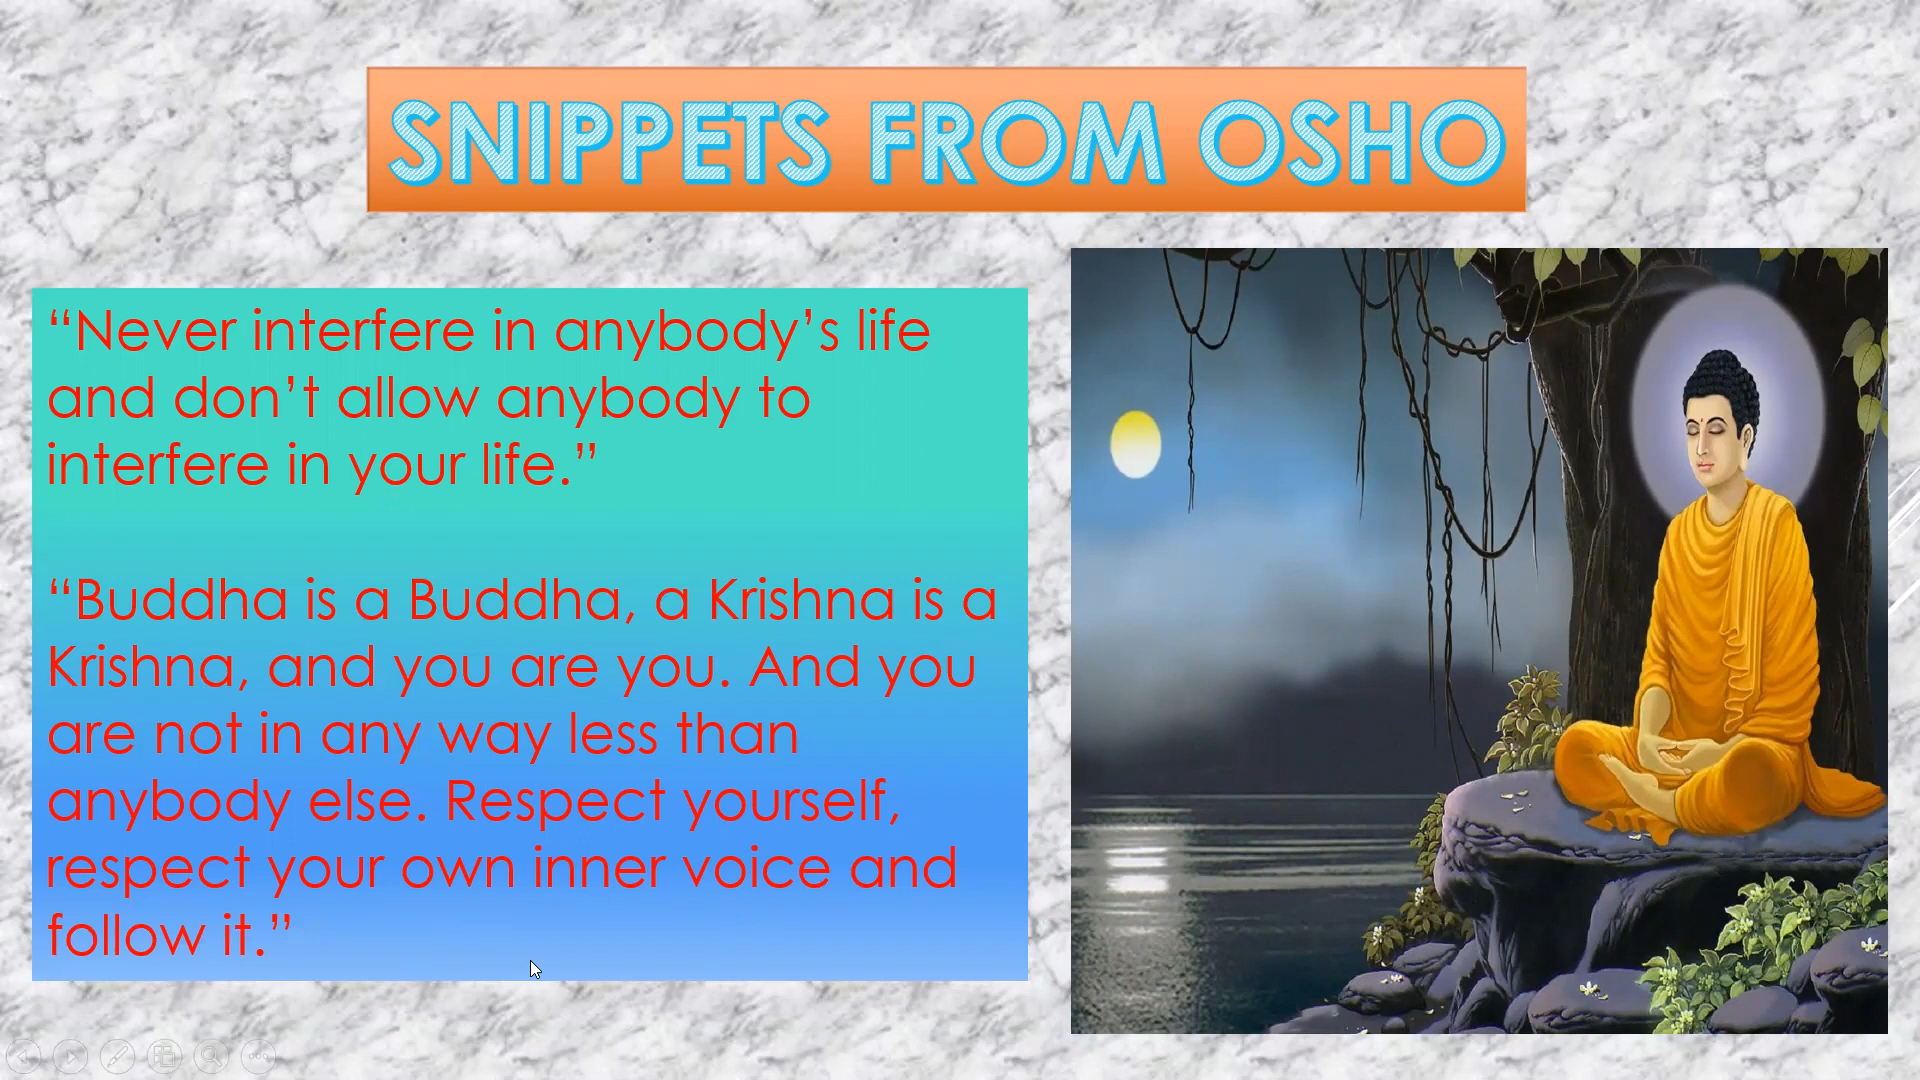 SNIPPETS FROM OSHO
“Never interfere in anybody’s life
and don’t allow anybody to
interfere in your life.”
“Buddha is a Buddha, a Krishna is a
Krishna, and you are you. And you
are not in any way less than
anybody else. Respect yourself,
respect your own inner voice and
follow it.”